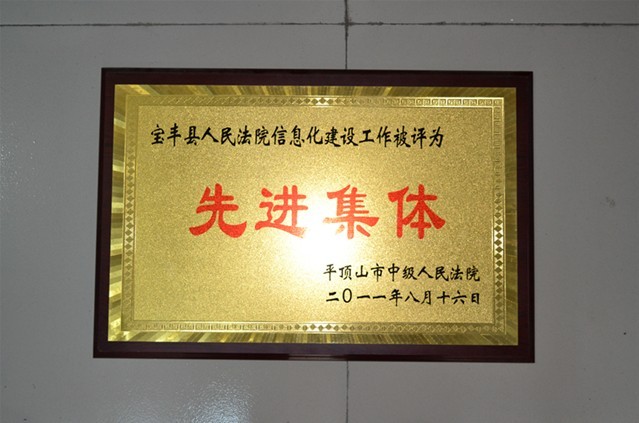 宝丰县人民法院信息化建设工作被评为
先进集体
平顶山市中级人民法院
二〇一一年八月十六日